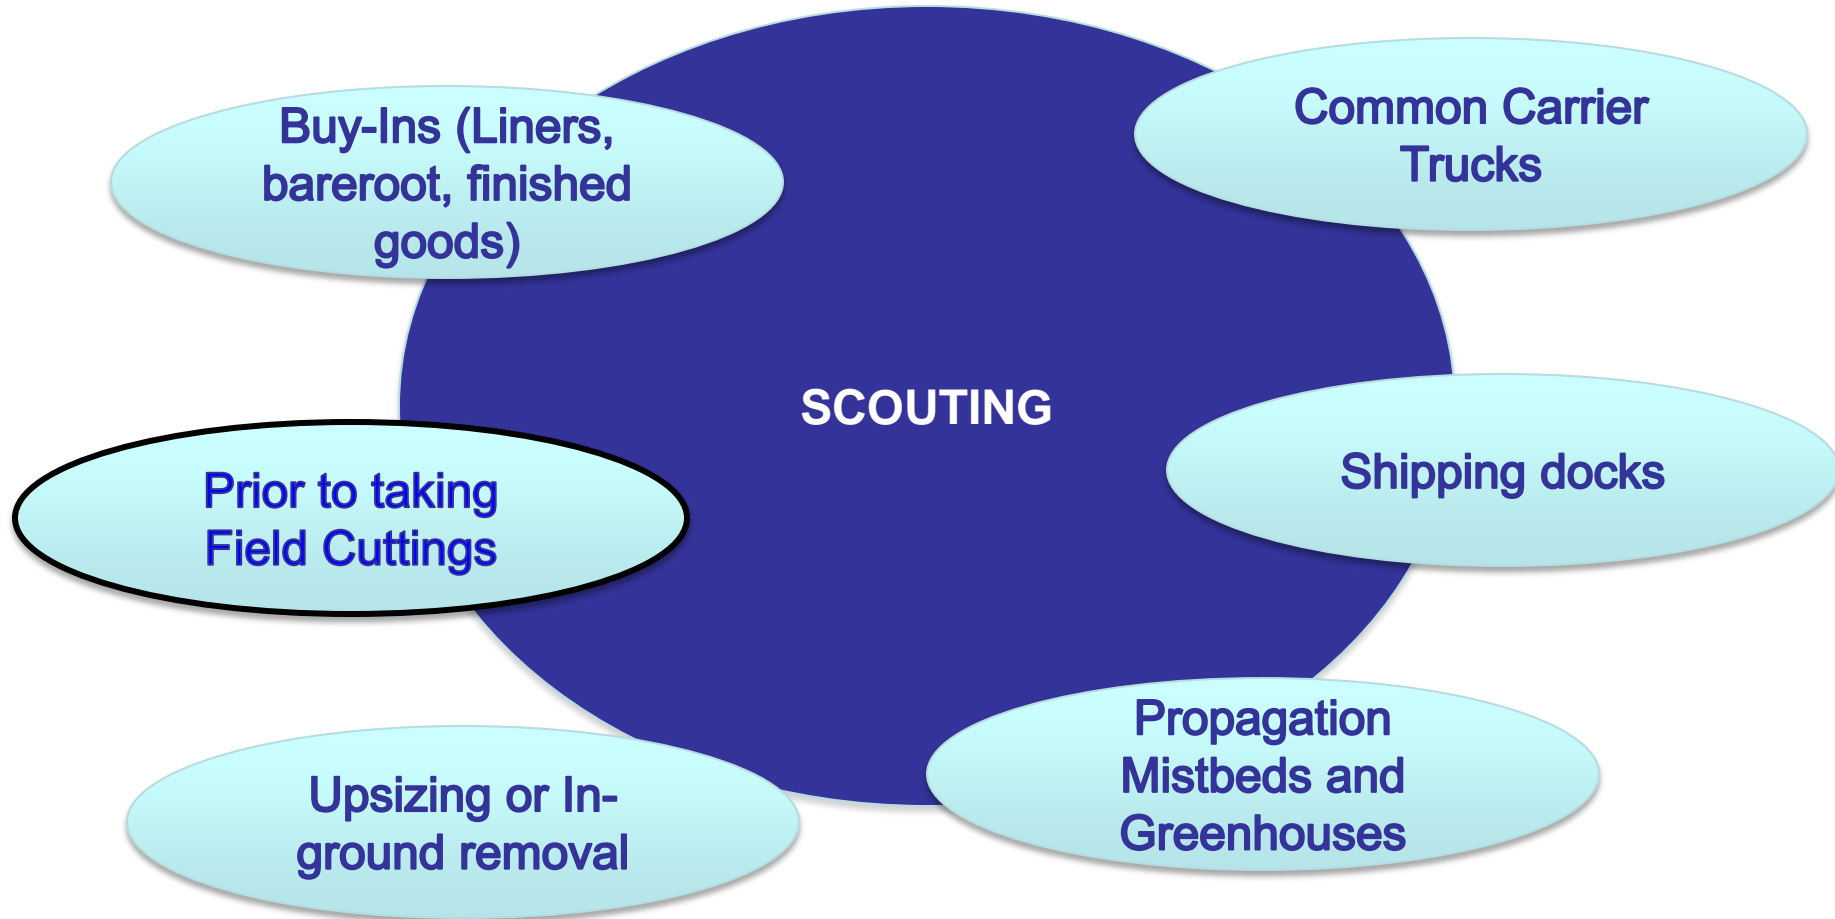 Buy-Ins (Liners,
bareroot, finished
goods)
Common Carrier
Trucks
SCOUTING
Prior to taking
Field Cuttings
Shipping docks
Upsizing or In-
ground removal
Propagation
Mistbeds and
Greenhouses